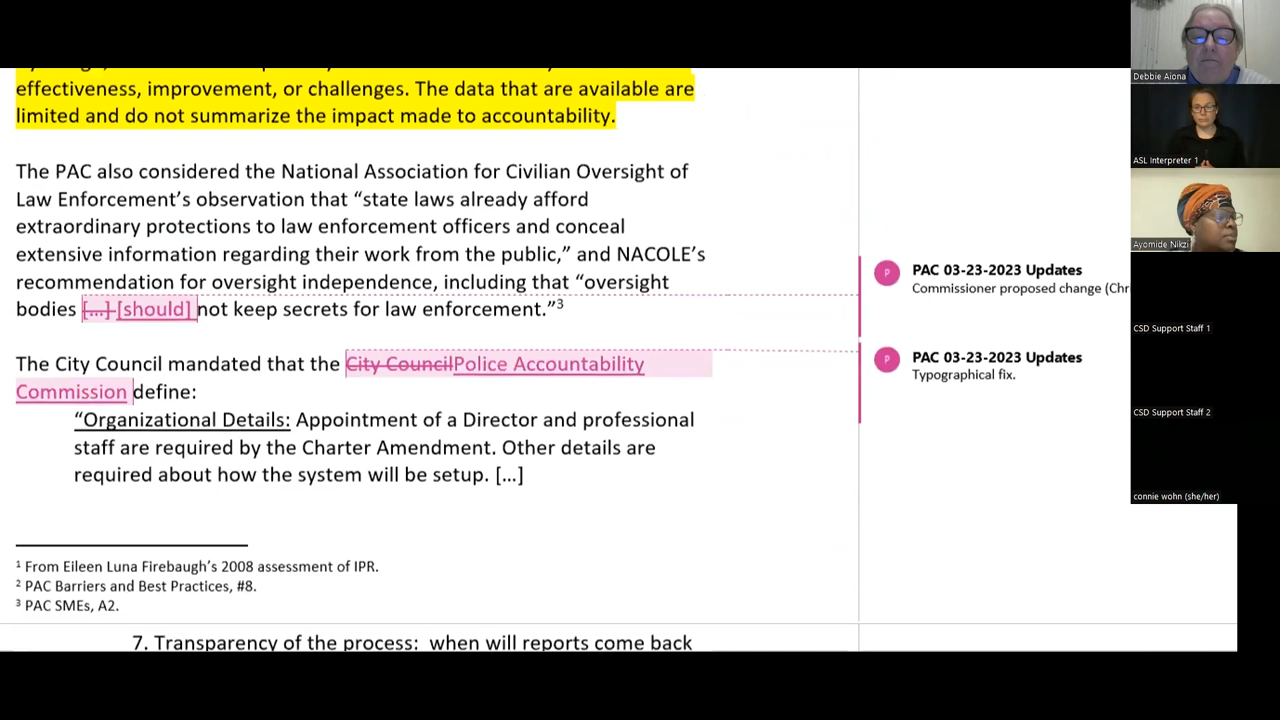 effectiveness, improvement, or challenges. The data that are available are
limited and do not summarize the impact made to accountability.
The PAC also considered the National Association for Civilian Oversight of
Law Enforcement’s observation that “state laws already afford
extraordinary protections to law enforcement officers and conceal
extensive information regarding their work from the public,” and NACOLE’s
recommendation for oversight independence, including that “oversight
bodies [...] [should] not keep secrets for law enforcement.”3
The City Council mandated that the City CouncilPolice Accountability
Commission define:
“Organizational Details: Appointment of a Director and professional
staff are required by the Charter Amendment. Other details are
required about how the system will be setup. […]
1 From Eileen Luna Firebaugh’s 2008 assessment of IPR.
2 PAC Barriers and Best Practices, #8.
3 PAC SMEs, A2.
7. Transparency of the process: when will reports come back
P
PAC 03-23-2023 Updates
Commissioner proposed change (Chr
P
PAC 03-23-2023 Updates
Typographical fix.
Debbie Aiona
ASL Interpreter 1
Ayomide Nikzi
CSD Support Staff 1
CSD Support Staff 2
connie wohn (she/her)